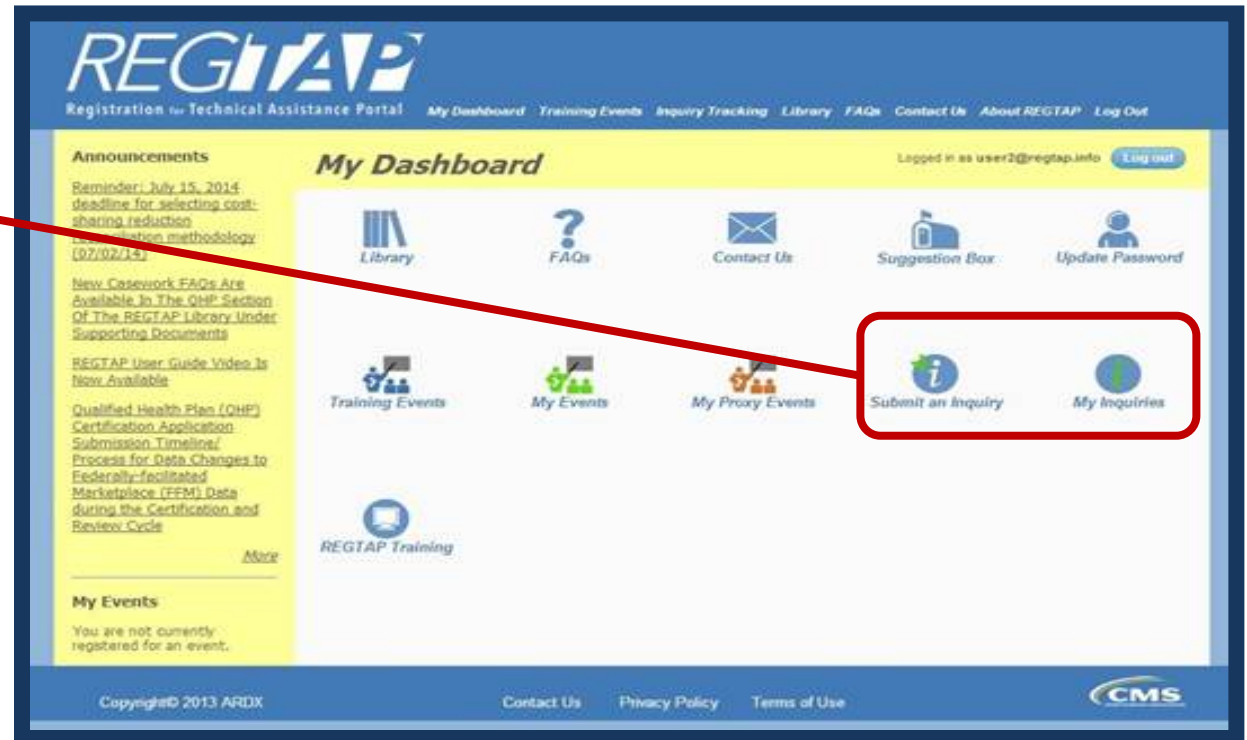 REGTAP
Registration for Technical Assistance Portal
My Dashboard Training Events Inquiry Tracking Library FAQs Contact Us About REGTAP Log Out
Announcements
Reminder: July 15, 2014
deadline for selecting cost-
sharing reduction
reconciliation methodology
(07/02/14)
New Casework FAQs Are
Available In The QHP Section
Of The REGTAP Library Under
Supporting Documents
REGTAP User Guide Video Is
Now Available
Qualified Health Plan (QHP)
Certification Application
Submission Timeline/
Process for Data Changes to
Federally-facilitated
Marketplace (FFM) Data
during the Certification and
Review Cycle
More
My Events
You are not currently
registered for an event.
My Dashboard
Logged in as user2@regtap.info Log out
Library FAQs Contact Us Suggestion Box Update Password
Training Events My Events My Proxy Events Submit an Inquiry My Inquiries
REGTAP Training
Copyright© 2013 ARDX Contact Us Privacy Policy Terms of Use CMS